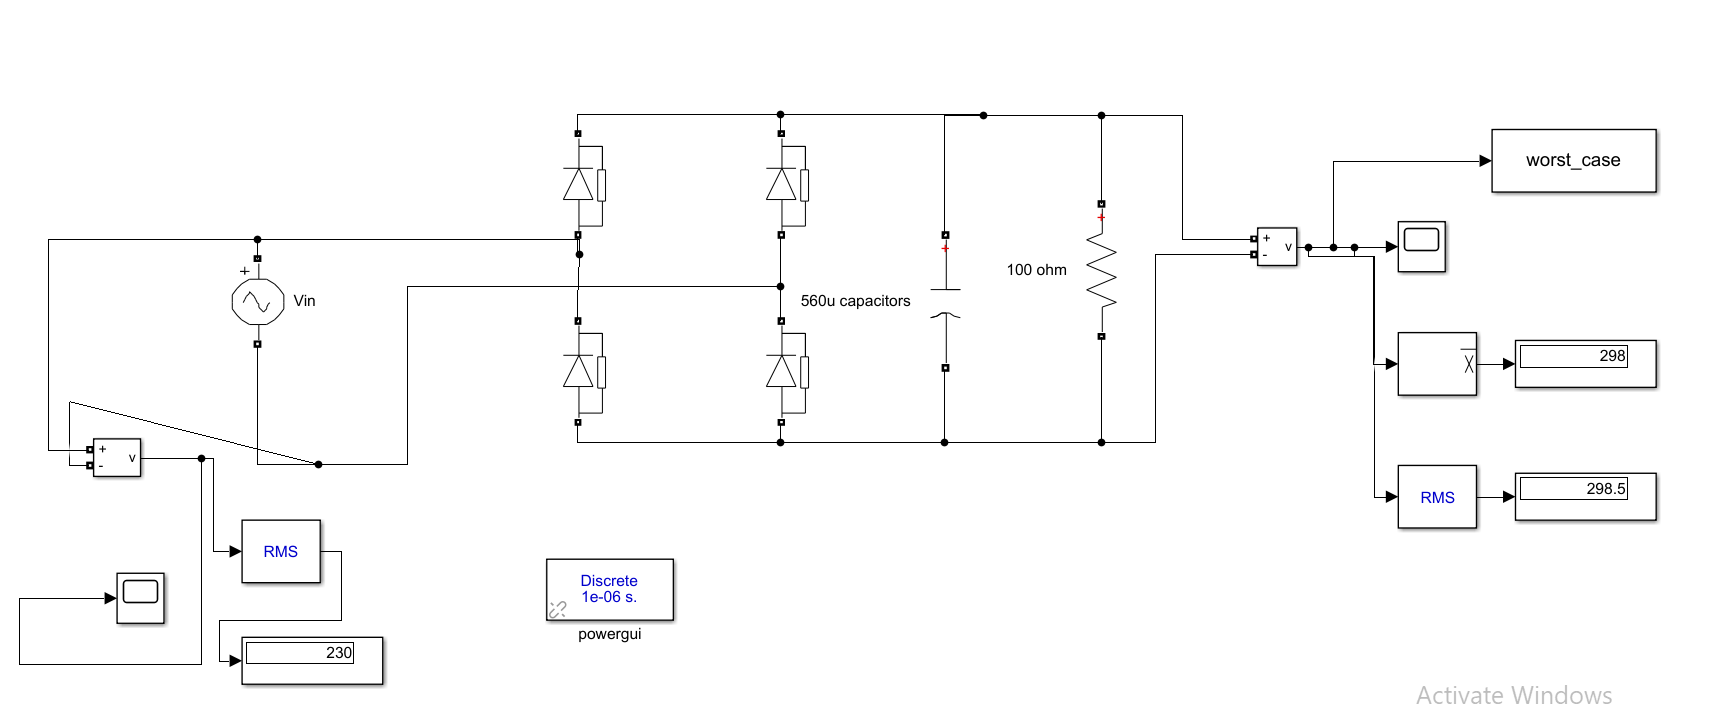 worst_case
+
v
-
+
Vin
560u capacitors
+
100 ohm
+
298
x
RMS
298.5
+
v
-
RMS
230
Discrete
1e-06 s.
powergui
Activate Windows